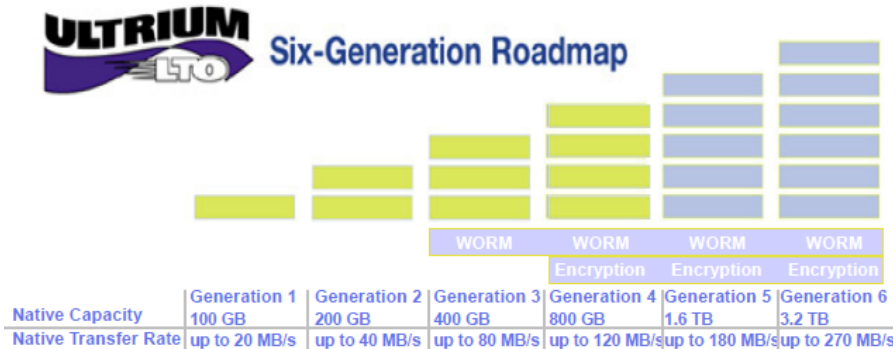 ULTRIUM
LTO
Six-Generation Roadmap
WORM WORM WORM WORM
Encryption Encryption Encryption
Generation 1 Generation 2 Generation 3 Generation 4 Generation 5 Generation 6
Native Capacity 100 GB 200 GB 400 GB 800 GB 1.6 TB 3.2 TB
Native Transfer Rate up to 20 MB/s up to 40 MB/s up to 80 MB/s up to 120 MB/s up to 180 MB/s up to 270 MB/s